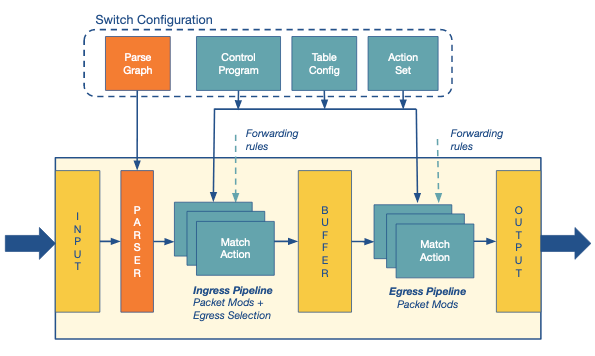 Switch Configuration
Parse
Graph
Control
Program
Table
Config
Action
Set
Forwarding
rules
Forwarding
rules
INPUT
PARSER
Match
Action
BUFFER
Match
Action
OUTPUT
Ingress Pipeline
Packet Mods +
Egress Selection
Egress Pipeline
Packet Mods